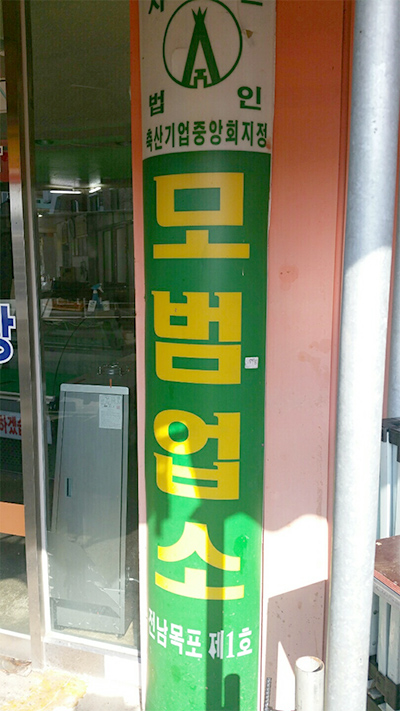 법 인
축산기업중앙회지정
모범업소
전남목포 제1호